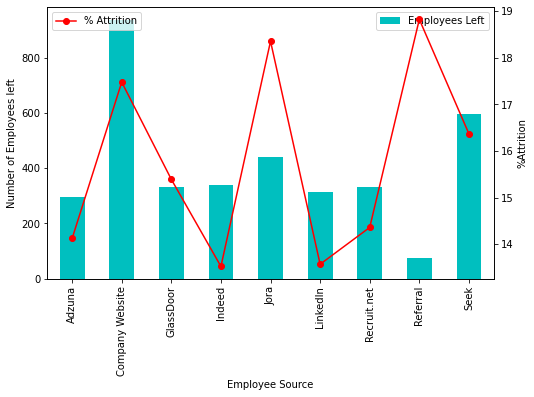 % Attrition
Employees Left
Number of Employees left
800
600
400
200
0
19
18
17
16
15
14
%Attrition
Adzuna
Company Website
GlassDoor
Indeed
Jora
LinkedIn
Recruit.net
Referral
Seek
Employee Source